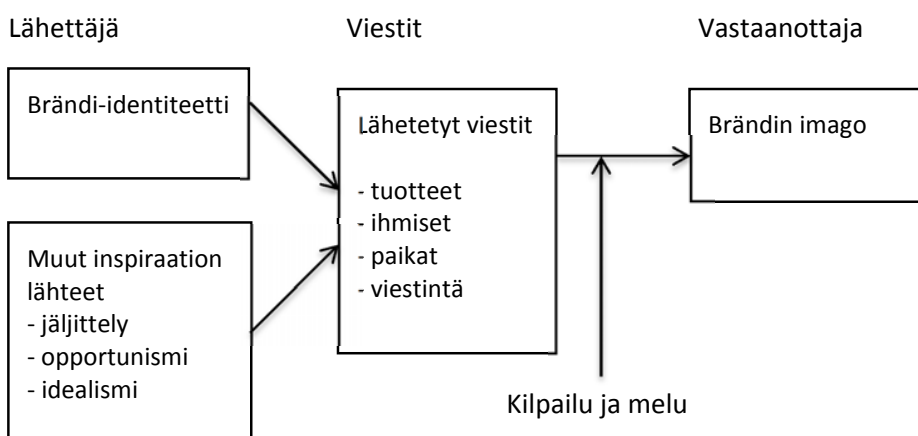 Lähettäjä
Viestit
Vastaanottaja
Brändi-identiteetti
Muut inspiraation
lähteet
- jäljittely
- opportunismi
- idealismi
Lähetetyt viestit
- tuotteet
- ihmiset
- paikat
- viestintä
Brändin imago
Kilpailu ja melu